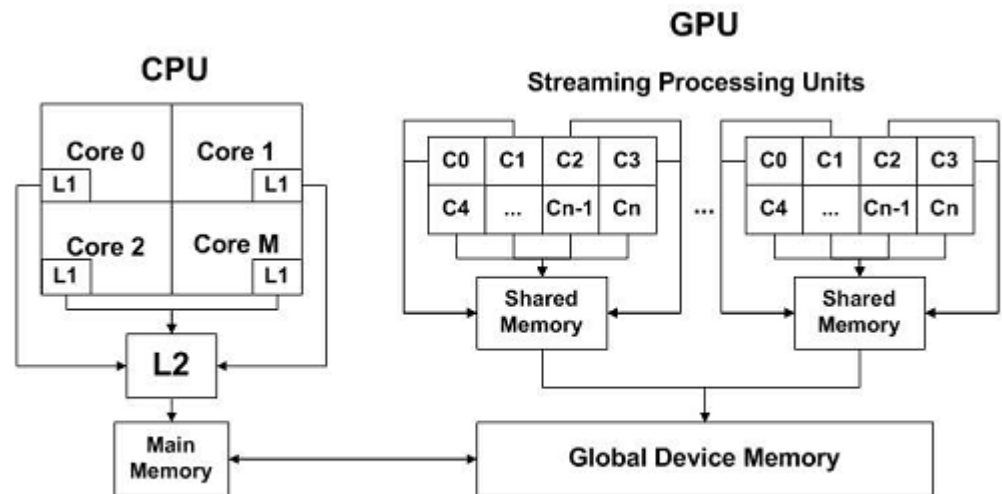 GPU
CPU
Streaming Processing Units
Core 0
Core 1
L1
L1
Core 2
Core M
L1
L1
L2
Main
Memory
C0 C1 C2 C3
C4 ... Cn-1 Cn
Shared
Memory
...
C0 C1 C2 C3
C4 ... Cn-1 Cn
Shared
Memory
Global Device Memory